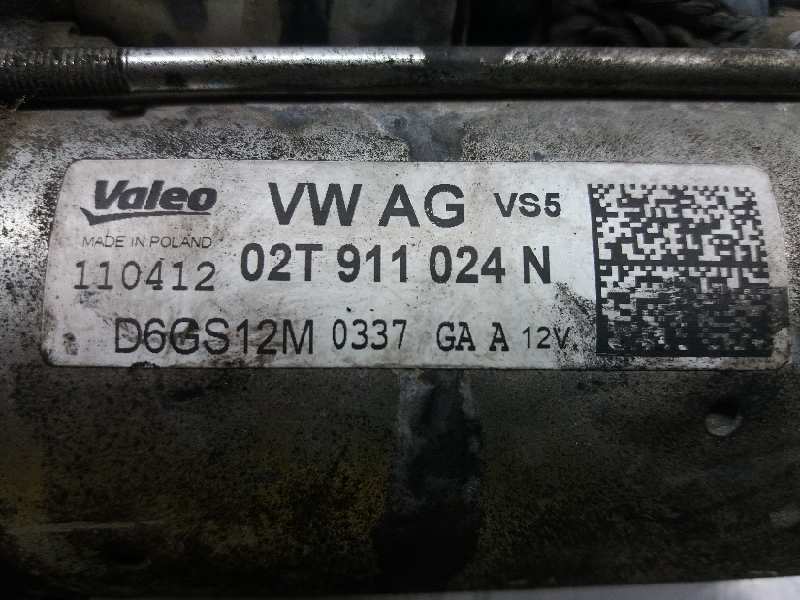 Valeo VW AG VS5
MADE IN POLAND
110412 02T 911 024 N
D6GS12M 0337 GA A 12V